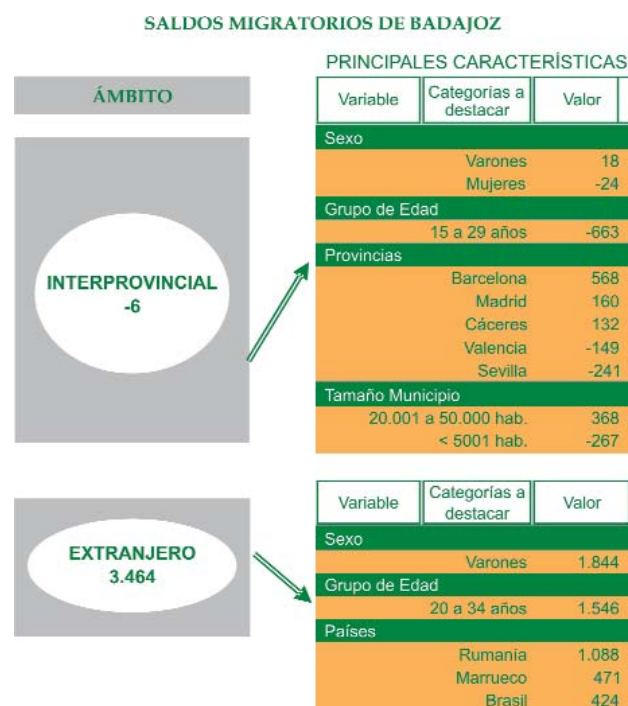 SALDOS MIGRATORIOS DE BADAJOZ
PRINCIPALES CARACTERÍSTICAS
ÁMBITO
Variable Categorías a destacar Valor
Sexo
Varones 18
Mujeres -24
Grupo de Edad
15 a 29 años -663
Provincias
INTERPROVINCIAL
-6
Barcelona 568
Madrid 160
Cáceres 132
Valencia -149
Sevilla -241
Tamaño Municipio
20.001 a 50.000 hab. 368
< 5001 hab. -267
Variable Categorías a destacar Valor
EXTRANJERO
3.464
Sexo
Varones 1.844
Grupo de Edad
20 a 34 años 1.546
Países
Rumania 1.088
Marrueco 471
Brasil 424